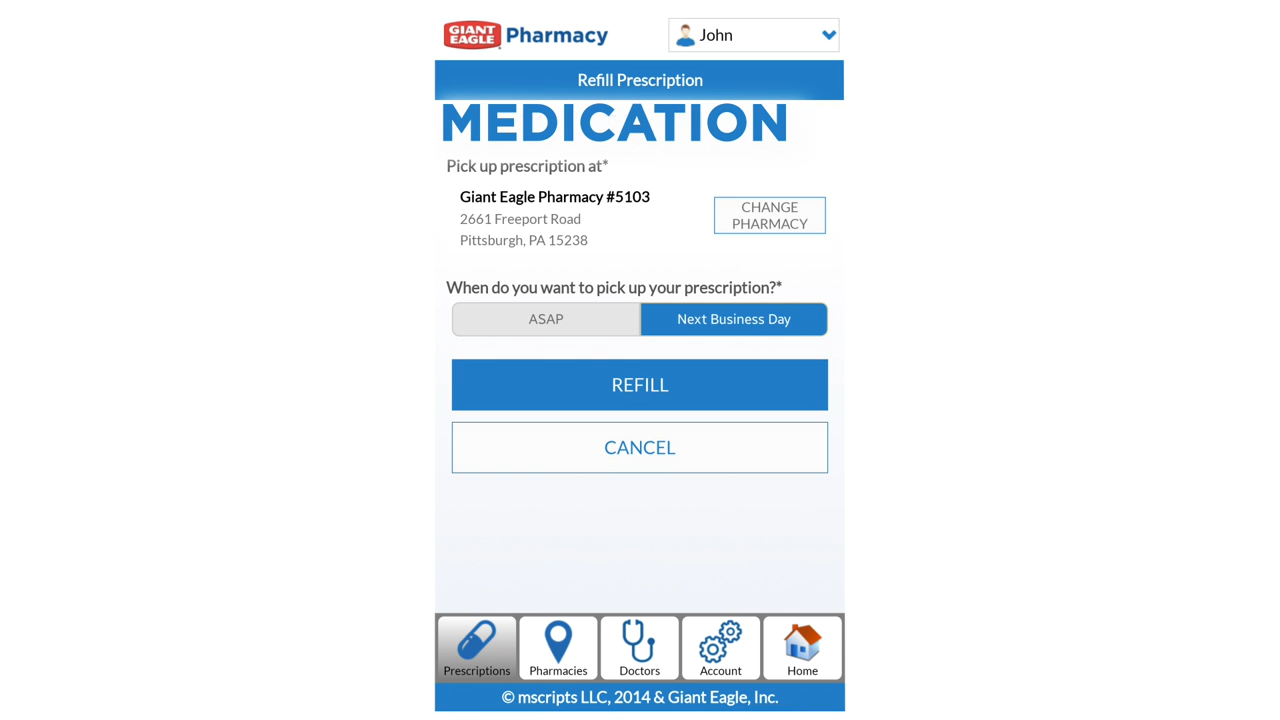 GIANT
EAGLE Pharmacy
John
Refill Prescription
MEDICATION
Pick up prescription at*
Giant Eagle Pharmacy #5103
2661 Freeport Road
Pittsburgh, PA 15238
CHANGE
PHARMACY
When do you want to pick up your prescription?*
ASAP
Next Business Day
REFILL
CANCEL
Prescriptions
Pharmacies
Doctors
Account
Home
© mscripts LLC, 2014 & Giant Eagle, Inc.